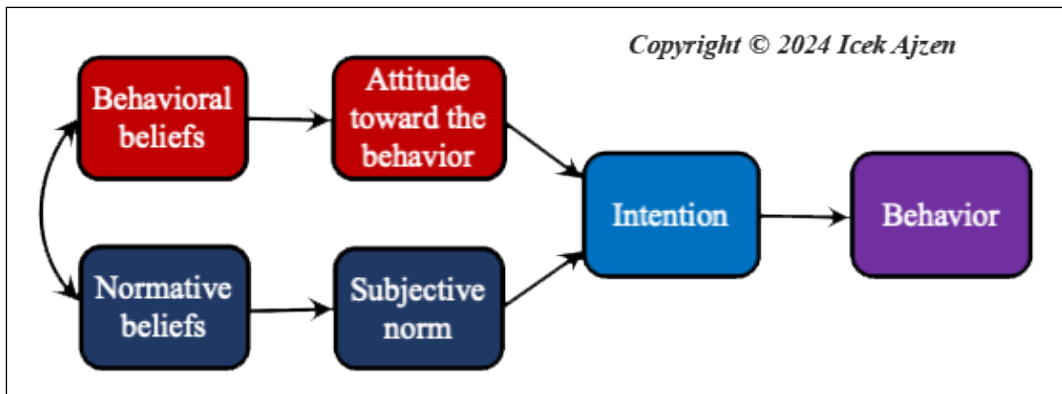 Copyright © 2024 Icek Ajzen
Behavioral
beliefs
Attitude
toward the
behavior
Intention
Behavior
Normative
beliefs
Subjective
norm